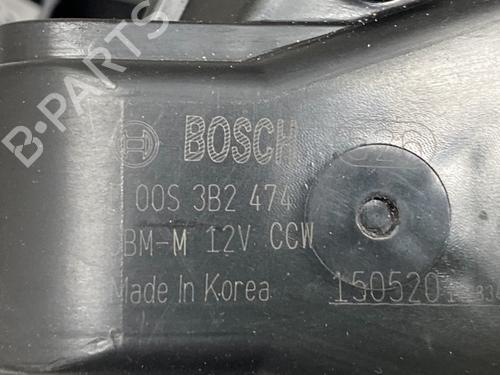 B-PARTS
BOSCH
00S 3B2 474
BM-M 12V CCW
Made In Korea
150520